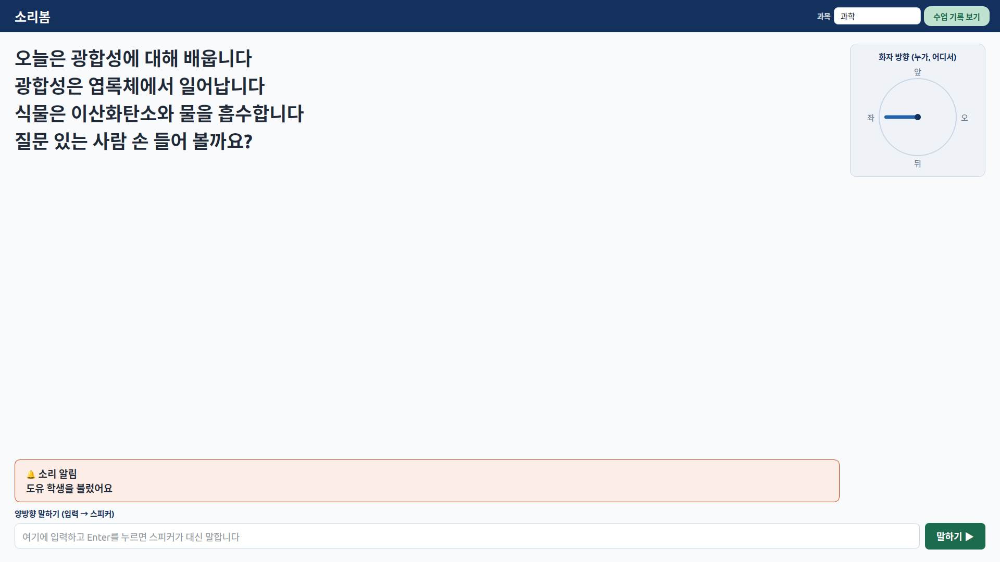 소리봄
과목 과학 수업 기록 보기
오늘은 광합성에 대해 배웁니다
광합성은 엽록체에서 일어납니다
식물은 이산화탄소와 물을 흡수합니다
질문 있는 사람 손 들어 볼까요?
화자 방향 (누가, 어디서)
앞
좌 오
뒤
🔔 소리 알림
도유 학생을 불렀어요
양방향 말하기 (입력 → 스피커)
여기에 입력하고 Enter를 누르면 스피커가 대신 말합니다
말하기 ▶